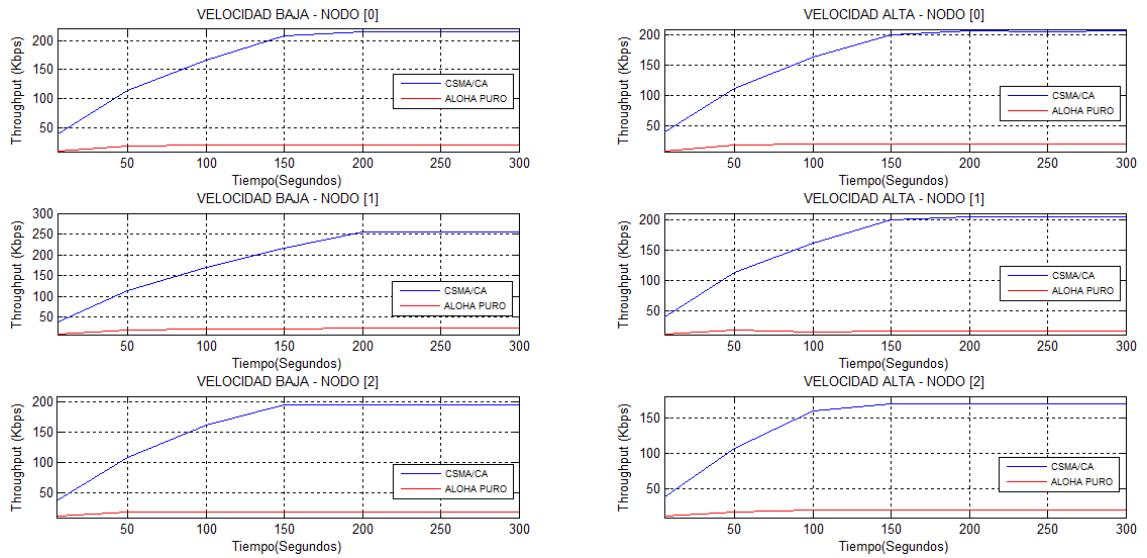 VELOCIDAD BAJA - NODO [0]
Throughput (Kbps)
200
150
100
50
CSMA/CA
ALOHA PURO
50 100 150 200 250 300
Tiempo(Segundos)
VELOCIDAD ALTA - NODO [0]
Throughput (Kbps)
200
150
100
50
CSMA/CA
ALOHA PURO
50 100 150 200 250 300
Tiempo(Segundos)
VELOCIDAD BAJA - NODO [1]
Throughput (Kbps)
300
250
200
150
100
50
CSMA/CA
ALOHA PURO
50 100 150 200 250 300
Tiempo(Segundos)
VELOCIDAD ALTA - NODO [1]
Throughput (Kbps)
200
150
100
50
CSMA/CA
ALOHA PURO
50 100 150 200 250 300
Tiempo(Segundos)
VELOCIDAD BAJA - NODO [2]
Throughput (Kbps)
200
150
100
50
CSMA/CA
ALOHA PURO
50 100 150 200 250 300
Tiempo(Segundos)
VELOCIDAD ALTA - NODO [2]
Throughput (Kbps)
150
100
50
CSMA/CA
ALOHA PURO
50 100 150 200 250 300
Tiempo(Segundos)